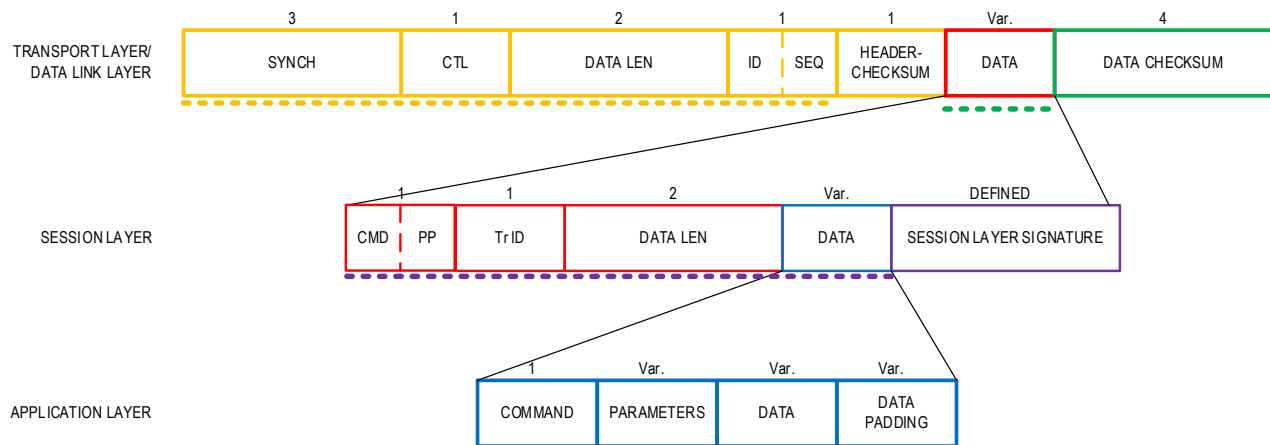 3 1 2 1 1 Var. 4
TRANSPORT LAYER/
DATA LINK LAYER
SYNCH CTL DATA LEN ID SEQ HEADER-
CHECKSUM DATA DATA CHECKSUM
1 1 2 Var. DEFINED
SESSION LAYER CMD PP TrID DATA LEN DATA SESSION LAYER SIGNATURE
1 Var. Var. Var.
APPLICATION LAYER COMMAND PARAMETERS DATA DATA
PADDING